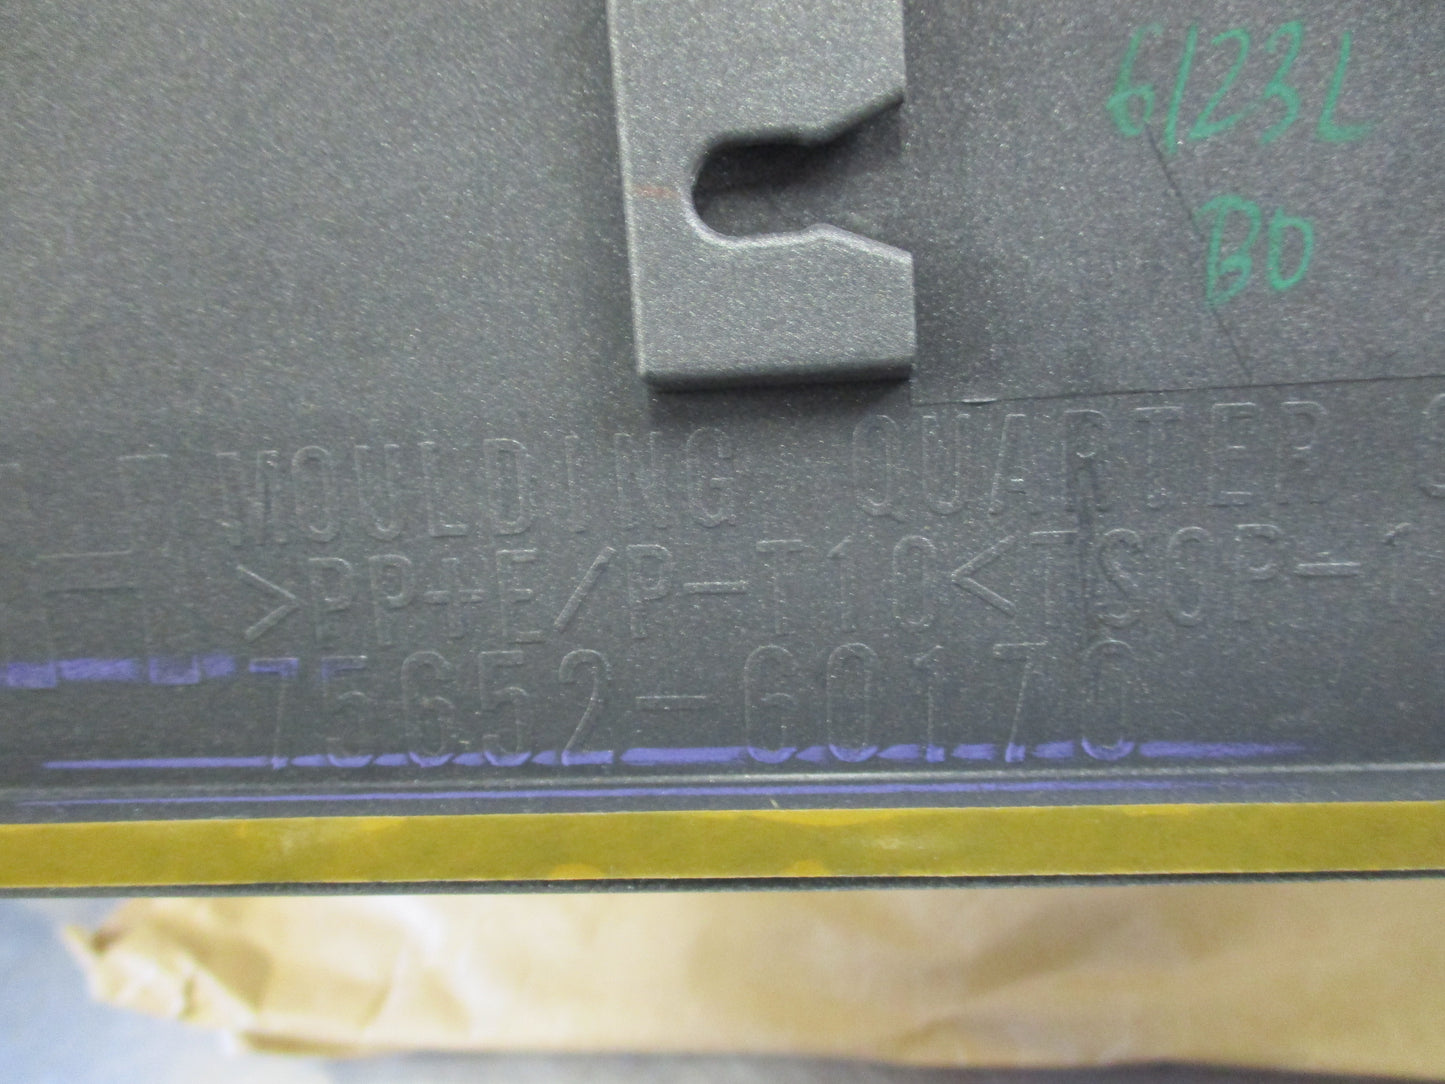 6123L
BO
MOULDING QUARTER S
>PP+E/P-T10<TSOP-1
75652-60170